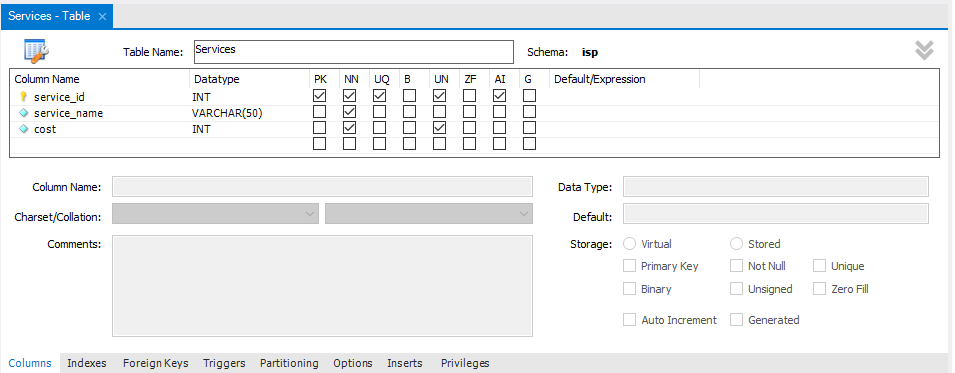 Services - Table ×
Table Name: Services Schema: isp
Column Name Datatype PK NN UQ B UN ZF AI G Default/Expression
service_id INT
service_name VARCHAR(50)
cost INT
Column Name: Data Type:
Charset/Collation: Default:
Comments: Storage: Virtual Stored
Primary Key Not Null Unique
Binary Unsigned Zero Fill
Auto Increment Generated
Columns Indexes Foreign Keys Triggers Partitioning Options Inserts Privileges